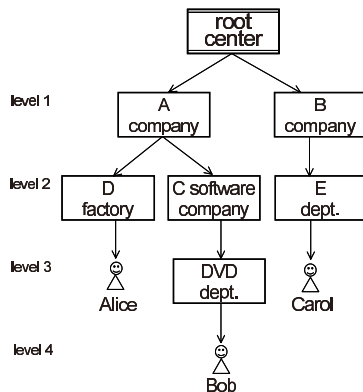 root
center
level 1
A
company
B
company
level 2
D
factory
C software
company
E
dept.
level 3
Alice
DVD
dept.
Carol
level 4
Bob